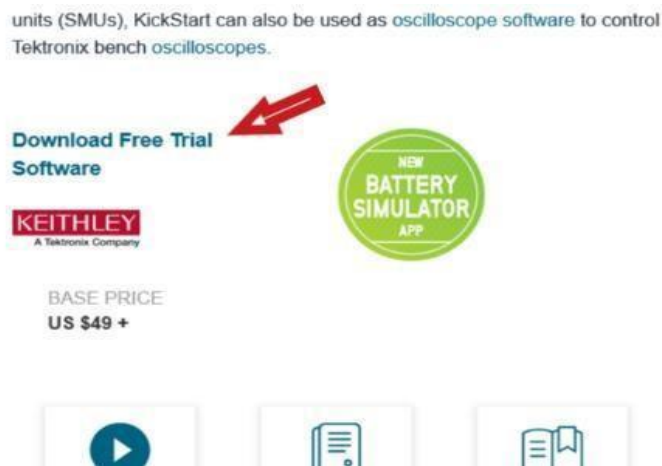 units (SMUs), KickStart can also be used as oscilloscope software to control
Tektronix bench oscilloscopes.
Download Free Trial
Software
NEW
BATTERY
SIMULATOR
APP
KEITHLEY
A Tektronix Company
BASE PRICE
US $49 +